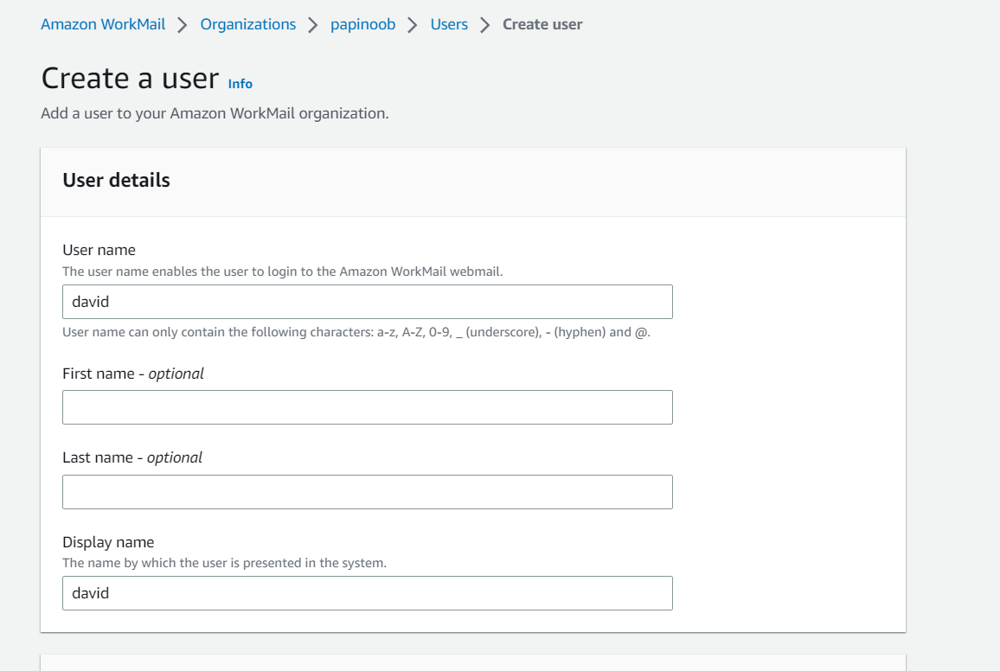 Amazon WorkMail > Organizations > papinoob > Users > Create user
Create a user Info
Add a user to your Amazon WorkMail organization.
User details
User name
The user name enables the user to login to the Amazon WorkMail webmail.
david
User name can only contain the following characters: a-z, A-Z, 0-9, _ (underscore), - (hyphen) and @.
First name - optional
Last name - optional
Display name
The name by which the user is presented in the system.
david